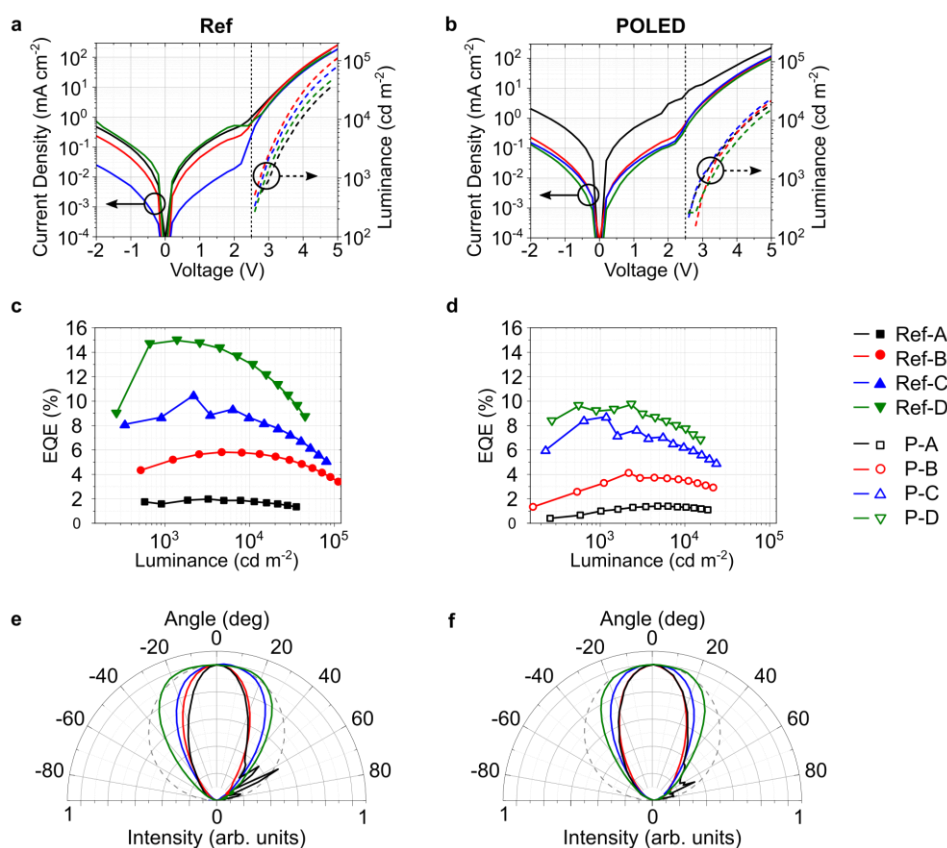 a
Ref
b
POLED
Current Density (mA cm-2)
10²
10¹
10⁰
10⁻¹
10⁻²
10⁻³
10⁻⁴
-2 -1 0 1 2 3 4 5
Voltage (V)
10⁵
10⁴
10³
10²
Luminance (cd m⁻²)
Current Density (mA cm⁻²)
10²
10¹
10⁰
10⁻¹
10⁻²
10⁻³
10⁻⁴
-2 -1 0 1 2 3 4 5
Voltage (V)
10⁵
10⁴
10³
10²
Luminance (cd m⁻²)
c
EQE (%)
16
14
12
10
8
6
4
2
0
10³ 10⁴ 10⁵
Luminance (cd m⁻²)
d
EQE (%)
16
14
12
10
8
6
4
2
0
10³ 10⁴ 10⁵
Luminance (cd m⁻²)
Ref-A
Ref-B
Ref-C
Ref-D
P-A
P-B
P-C
P-D
e
Angle (deg)
-80 -60 -40 -20 0 20 40 60 80
1 0 1
Intensity (arb. units)
f
Angle (deg)
-80 -60 -40 -20 0 20 40 60 80
1 0 1
Intensity (arb. units)